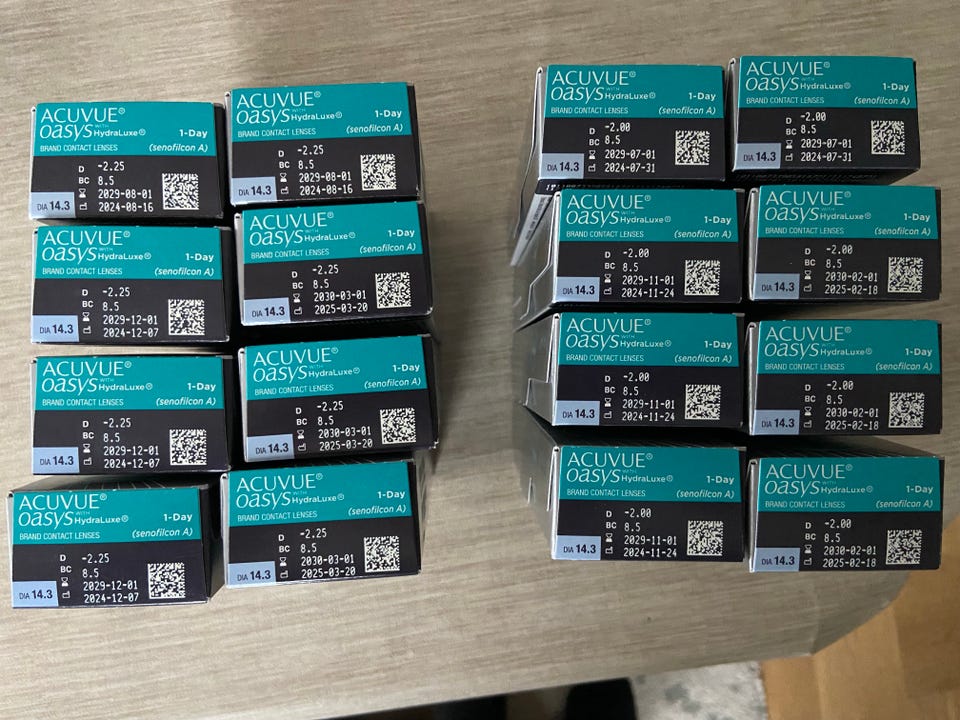 ACUVUE®
oasys WITH HydraLuxe® 1-Day
BRAND CONTACT LENSES (senofilcon A)
D -2.25
BC 8.5
2029-08-01
DIA 14.3 2024-08-16
ACUVUE®
oasys WITH HydraLuxe® 1-Day
BRAND CONTACT LENSES (senofilcon A)
D -2.25
BC 8.5
2029-08-01
DIA 14.3 2024-08-16
ACUVUE®
oasys WITH HydraLuxe® 1-Day
BRAND CONTACT LENSES (senofilcon A)
D -2.25
BC 8.5
2029-12-01
DIA 14.3 2024-12-07
ACUVUE®
oasys WITH HydraLuxe® 1-Day
BRAND CONTACT LENSES (senofilcon A)
D -2.25
BC 8.5
2030-03-01
DIA 14.3 2025-03-20
ACUVUE®
oasys WITH HydraLuxe® 1-Day
BRAND CONTACT LENSES (senofilcon A)
D -2.25
BC 8.5
2029-12-01
DIA 14.3 2024-12-07
ACUVUE®
oasys WITH HydraLuxe® 1-Day
BRAND CONTACT LENSES (senofilcon A)
D -2.25
BC 8.5
2030-03-01
DIA 14.3 2025-03-20
ACUVUE®
oasys WITH HydraLuxe® 1-Day
BRAND CONTACT LENSES (senofilcon A)
D -2.25
BC 8.5
2029-12-01
DIA 14.3 2024-12-07
ACUVUE®
oasys WITH HydraLuxe® 1-Day
BRAND CONTACT LENSES (senofilcon A)
D -2.25
BC 8.5
2030-03-01
DIA 14.3 2025-03-20
ACUVUE®
oasys WITH HydraLuxe® 1-Day
BRAND CONTACT LENSES (senofilcon A)
D -2.00
BC 8.5
2029-07-01
DIA 14.3 2024-07-31
ACUVUE®
oasys WITH HydraLuxe® 1-Day
BRAND CONTACT LENSES (senofilcon A)
D -2.00
BC 8.5
2029-07-01
DIA 14.3 2024-07-31
ACUVUE®
oasys WITH HydraLuxe® 1-Day
BRAND CONTACT LENSES (senofilcon A)
D -2.00
BC 8.5
2029-11-01
DIA 14.3 2024-11-24
ACUVUE®
oasys WITH HydraLuxe® 1-Day
BRAND CONTACT LENSES (senofilcon A)
D -2.00
BC 8.5
2030-02-01
DIA 14.3 2025-02-18
ACUVUE®
oasys WITH HydraLuxe® 1-Day
BRAND CONTACT LENSES (senofilcon A)
D -2.00
BC 8.5
2029-11-01
DIA 14.3 2024-11-24
ACUVUE®
oasys WITH HydraLuxe® 1-Day
BRAND CONTACT LENSES (senofilcon A)
D -2.00
BC 8.5
2030-02-01
DIA 14.3 2025-02-18
ACUVUE®
oasys WITH HydraLuxe® 1-Day
BRAND CONTACT LENSES (senofilcon A)
D -2.00
BC 8.5
2029-11-01
DIA 14.3 2024-11-24
ACUVUE®
oasys WITH HydraLuxe® 1-Day
BRAND CONTACT LENSES (senofilcon A)
D -2.00
BC 8.5
2030-02-01
DIA 14.3 2025-02-18